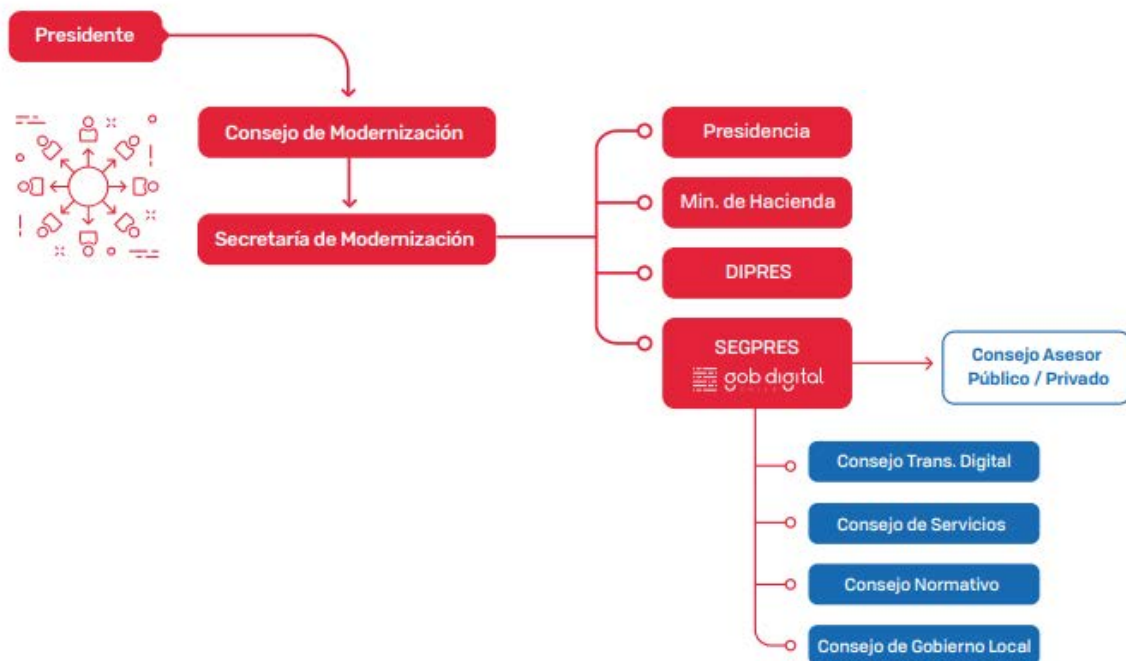 Presidente
Consejo de Modernización
Secretaría de Modernización
Presidencia
Min. de Hacienda
DIPRES
SEGPRES
gob digital
Consejo Asesor
Público / Privado
Consejo Trans. Digital
Consejo de Servicios
Consejo Normativo
Consejo de Gobierno Local